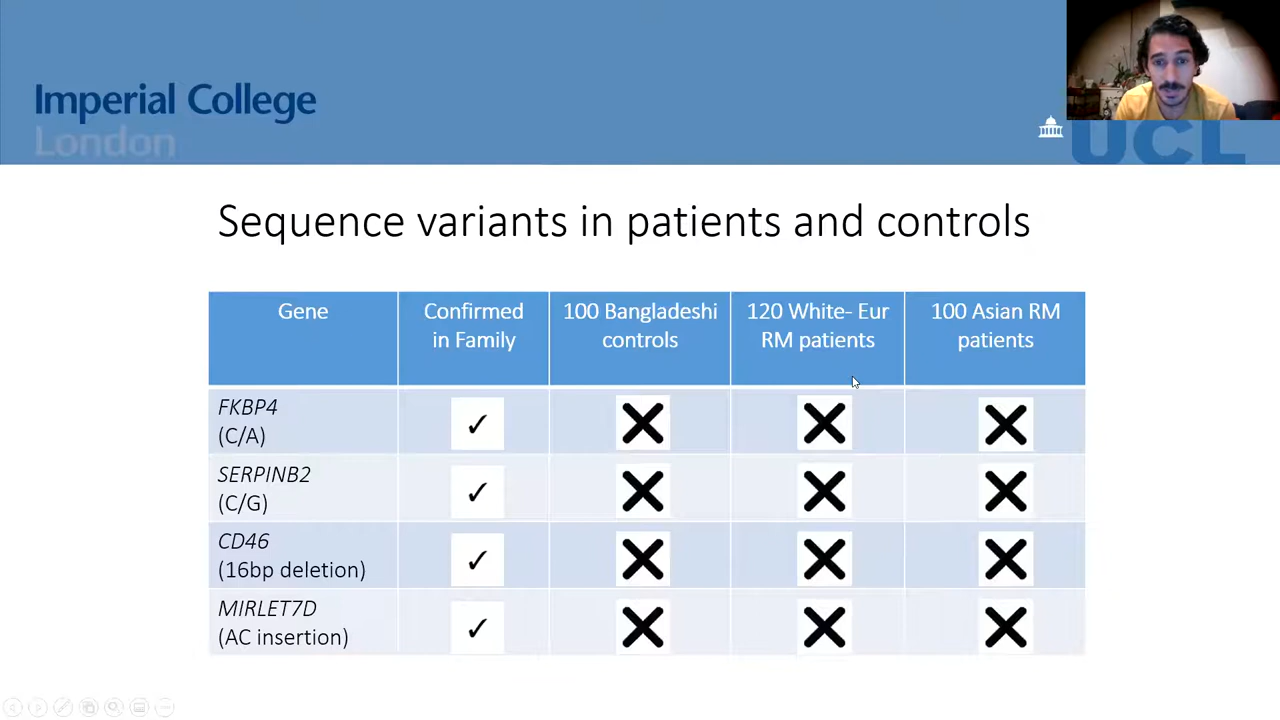 Imperial College
London
UCL
Sequence variants in patients and controls
Gene
Confirmed
in Family
100 Bangladeshi
controls
120 White- Eur
RM patients
100 Asian RM
patients
FKBP4
(C/A)
SERPINB2
(C/G)
CD46
(16bp deletion)
MIRLET7D
(AC insertion)